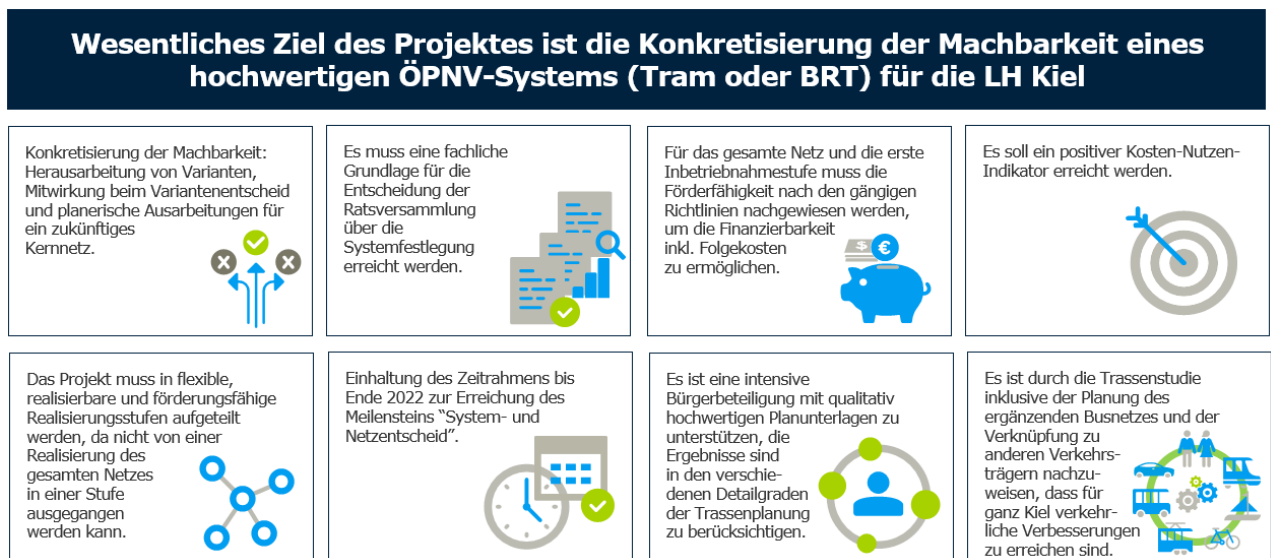 Wesentliches Ziel des Projektes ist die Konkretisierung der Machbarkeit eines
hochwertigen ÖPNV-Systems (Tram oder BRT) für die LH Kiel
Konkretisierung der Machbarkeit:
Herausarbeitung von Varianten,
Mitwirkung beim Variantenentscheid
und planerische Ausarbeitungen für
ein zukünftiges
Kernnetz.
Es muss eine fachliche
Grundlage für die
Entscheidung der
Ratsversammlung
über die
Systemfestlegung
erreicht werden.
Für das gesamte Netz und die erste
Inbetriebnahmestufe muss die
Förderfähigkeit nach den gängigen
Richtlinien nachgewiesen werden,
um die Finanzierbarkeit
inkl. Folgekosten
zu ermöglichen.
$ €
Es soll ein positiver Kosten-Nutzen-
Indikator erreicht werden.
Das Projekt muss in flexible,
realisierbare und förderungsfähige
Realisierungsstufen aufgeteilt
werden, da nicht von einer
Realisierung des
gesamten Netzes
in einer Stufe
ausgegangen
werden kann.
Einhaltung des Zeitrahmens bis
Ende 2022 zur Erreichung des
Meilensteins “System- und
Netzentscheid”.
Es ist eine intensive
Bürgerbeteiligung mit qualitativ
hochwertigen Planunterlagen zu
unterstützen, die
Ergebnisse sind
in den verschie-
denen Detailgraden
der Trassenplanung
zu berücksichtigen.
Es ist durch die Trassenstudie
inklusive der Planung des
ergänzenden Busnetzes und der
Verknüpfung zu
anderen Verkehrs-
trägern nachzu-
weisen, dass für
ganz Kiel verkehr-
liche Verbesserungen
zu erreichen sind.